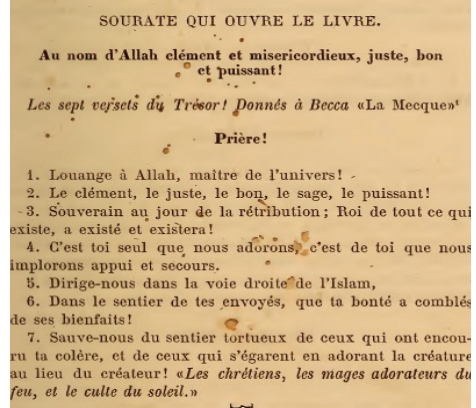 SOURATE QUI OUVRE LE LIVRE.
Au nom d'Allah clément et misericordieux, juste, bon
et puissant!
Les sept versets du Trésor! Donnés à Becca «La Mecque»¹
Prière!
1. Louange à Allah, maître de l'univers!
2. Le clément, le juste, le bon, le sage, le puissant!
3. Souverain au jour de la rétribution; Roi de tout ce qui
existe, a existé et existera!
4. C'est toi seul que nous adorons, c'est de toi que nous
implorons appui et secours.
5. Dirige-nous dans la voie droite de l'Islam,
6. Dans le sentier de tes envoyés, que ta bonté a comblés
de ses bienfaits!
7. Sauve-nous du sentier tortueux de ceux qui ont encou-
ru ta colère, et de ceux qui s'égarent en adorant la créature
au lieu du créateur! «Les chrétiens, les mages adorateurs du
feu, et le culte du soleil.»